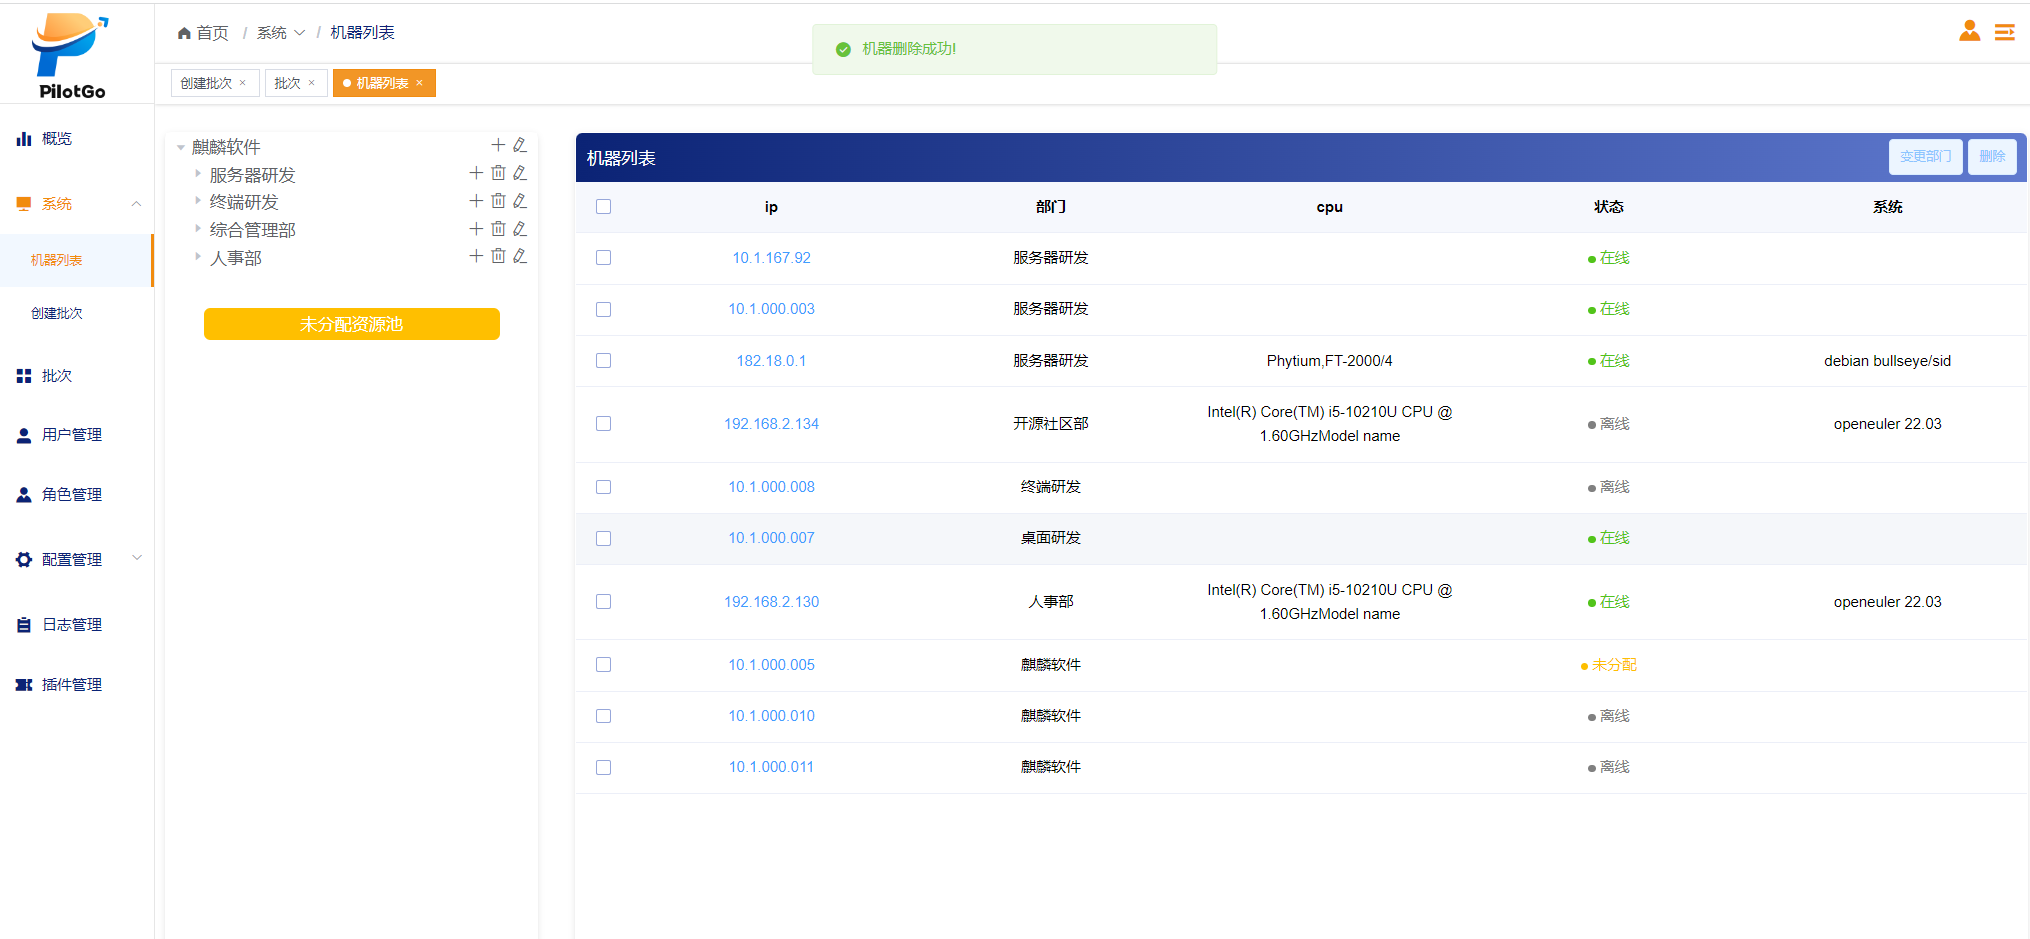 PilotGo
首页 / 系统 / 机器列表
机器删除成功!
创建批次 × 批次 × 机器列表 ×
概览
系统
机器列表
创建批次
批次
用户管理
角色管理
配置管理
日志管理
插件管理
麒麟软件
服务器研发
终端研发
综合管理部
人事部
未分配资源池
机器列表 变更部门 删除
ip 部门 cpu 状态 系统
10.1.167.92 服务器研发 在线
10.1.000.003 服务器研发 在线
182.18.0.1 服务器研发 Phytium,FT-2000/4 在线 debian bullseye/sid
192.168.2.134 开源社区部 Intel(R) Core(TM) i5-10210U CPU @ 离线 openeuler 22.03
1.60GHzModel name
10.1.000.008 终端研发 离线
10.1.000.007 桌面研发 在线
192.168.2.130 人事部 Intel(R) Core(TM) i5-10210U CPU @ 在线 openeuler 22.03
1.60GHzModel name
10.1.000.005 麒麟软件 未分配
10.1.000.010 麒麟软件 离线
10.1.000.011 麒麟软件 离线